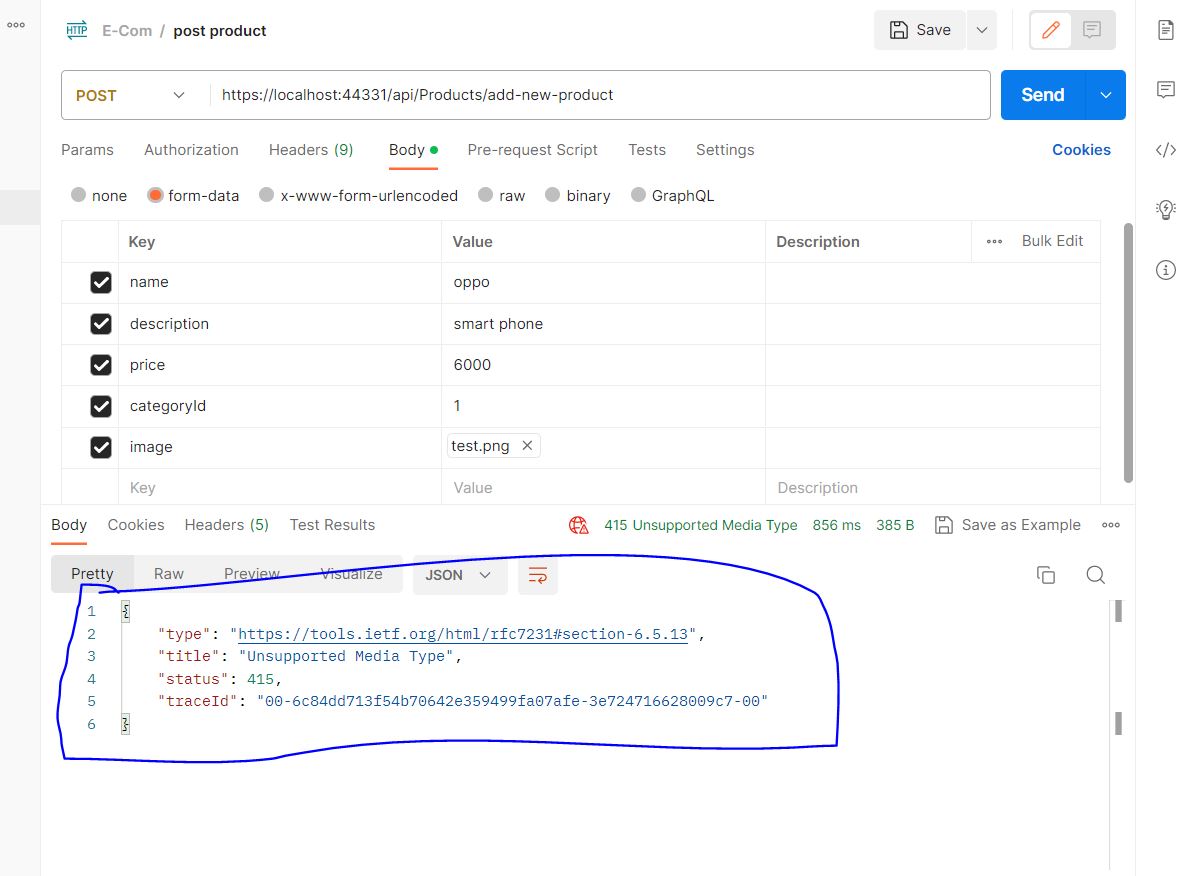 HTTP E-Com / post product Save
POST https://localhost:44331/api/Products/add-new-product Send
Params Authorization Headers (9) Body Pre-request Script Tests Settings Cookies
none form-data x-www-form-urlencoded raw binary GraphQL
Key Value Description Bulk Edit
name oppo
description smart phone
price 6000
categoryId 1
image test.png
Key Value Description
Body Cookies Headers (5) Test Results 415 Unsupported Media Type 856 ms 385 B Save as Example
Pretty Raw Preview Visualize JSON
1 {
2 "type": "https://tools.ietf.org/html/rfc7231#section-6.5.13",
3 "title": "Unsupported Media Type",
4 "status": 415,
5 "traceId": "00-6c84dd713f54b70642e359499fa07afe-3e724716628009c7-00"
6 }